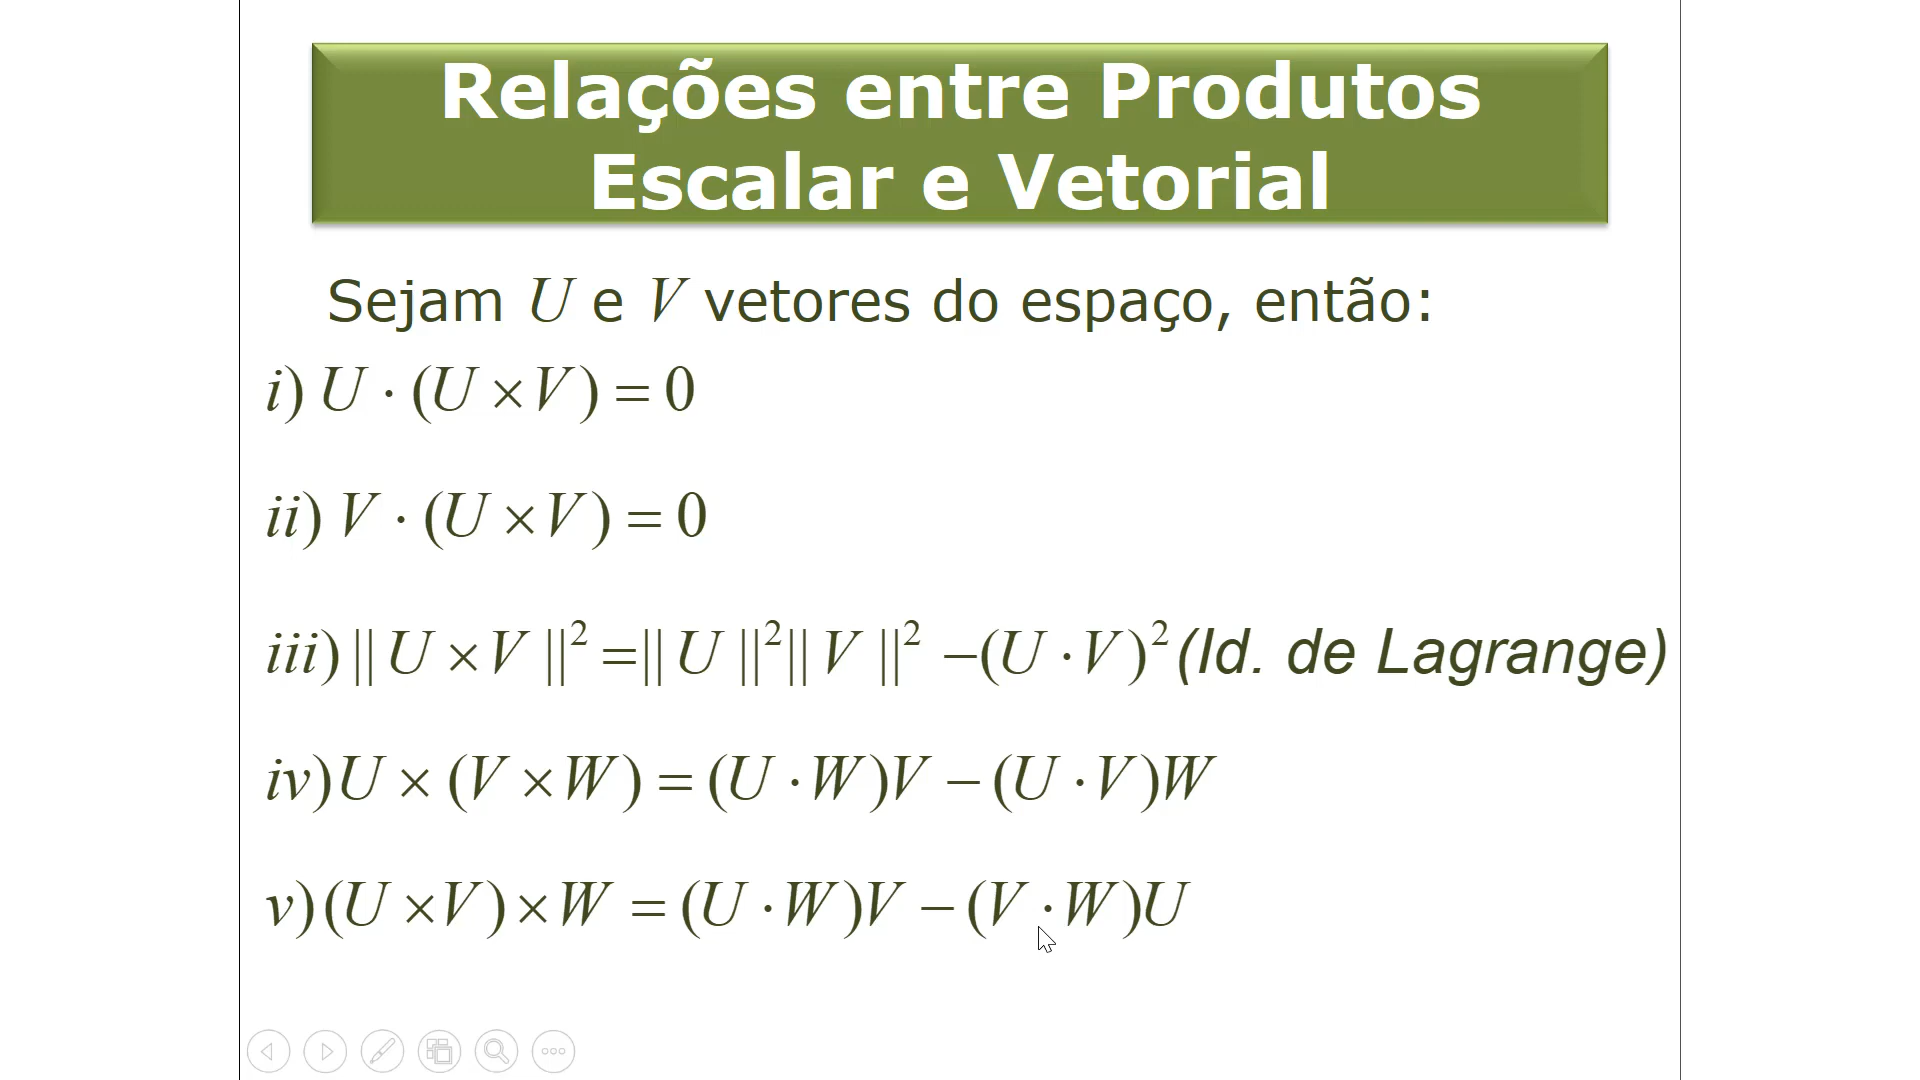 Relações entre Produtos
Escalar e Vetorial
Sejam U e V vetores do espaço, então:
i) U · (U × V) = 0
ii) V · (U × V) = 0
iii) || U × V ||² =|| U ||²|| V ||² −(U · V)² (Id. de Lagrange)
iv) U × (V × W) = (U · W)V − (U · V)W
v) (U × V) × W = (U · W)V − (V · W)U